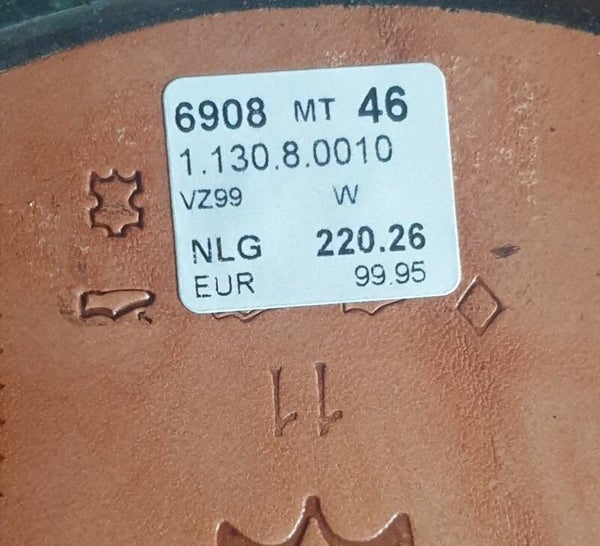 6908 MT 46
1.130.8.0010
VZ99 W
NLG 220.26
EUR 99.95
11